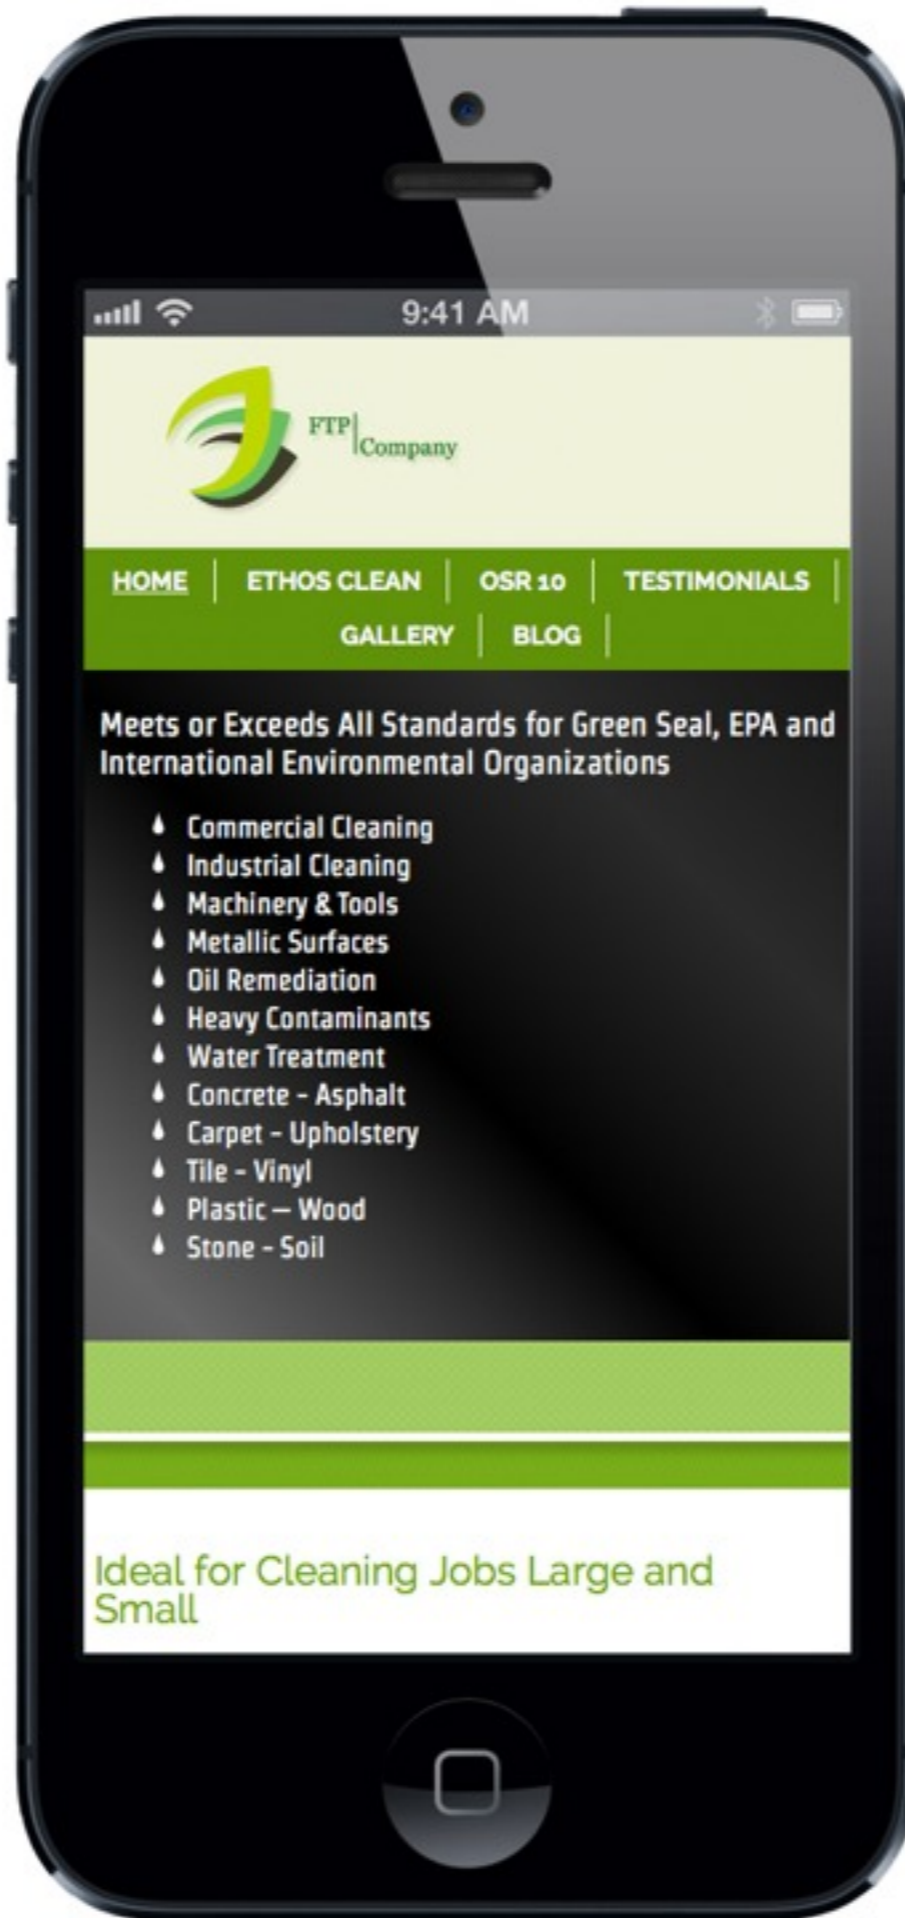 9:41 AM
FTP
Company
HOME ETHOS CLEAN OSR 10 TESTIMONIALS
GALLERY BLOG
Meets or Exceeds All Standards for Green Seal, EPA and
International Environmental Organizations
Commercial Cleaning
Industrial Cleaning
Machinery & Tools
Metallic Surfaces
Oil Remediation
Heavy Contaminants
Water Treatment
Concrete - Asphalt
Carpet - Upholstery
Tile - Vinyl
Plastic — Wood
Stone - Soil
Ideal for Cleaning Jobs Large and
Small